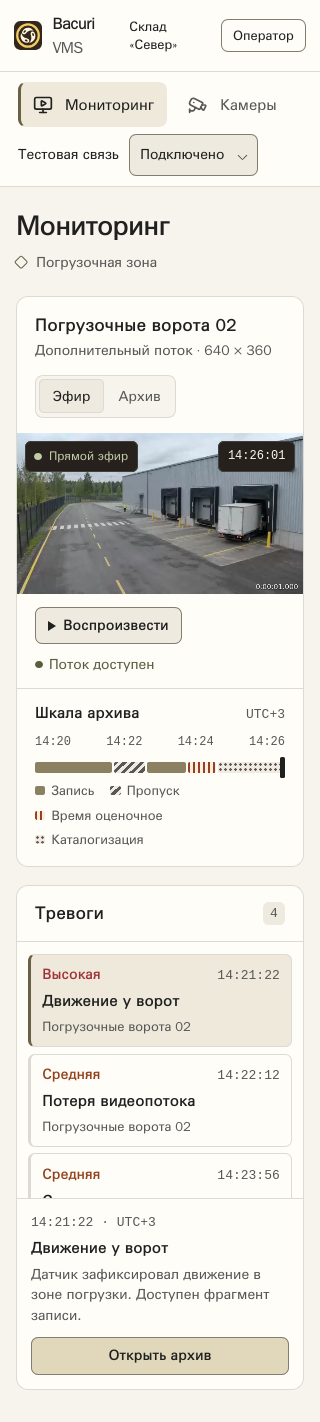 Bacuri
VMS
Склад
«Север»
Оператор
Мониторинг
Камеры
Тестовая связь
Подключено
Мониторинг
Погрузочная зона
Погрузочные ворота 02
Дополнительный поток · 640 × 360
Эфир
Архив
Прямой эфир
14:26:01
0:00:01.000
Воспроизвести
Поток доступен
Шкала архива
UTC+3
14:20
14:22
14:24
14:26
Запись
Пропуск
Время оценочное
Каталогизация
Тревоги
4
Высокая
14:21:22
Движение у ворот
Погрузочные ворота 02
Средняя
14:22:12
Потеря видеопотока
Погрузочные ворота 02
Средняя
14:23:56
14:21:22 · UTC+3
Движение у ворот
Датчик зафиксировал движение в
зоне погрузки. Доступен фрагмент
записи.
Открыть архив